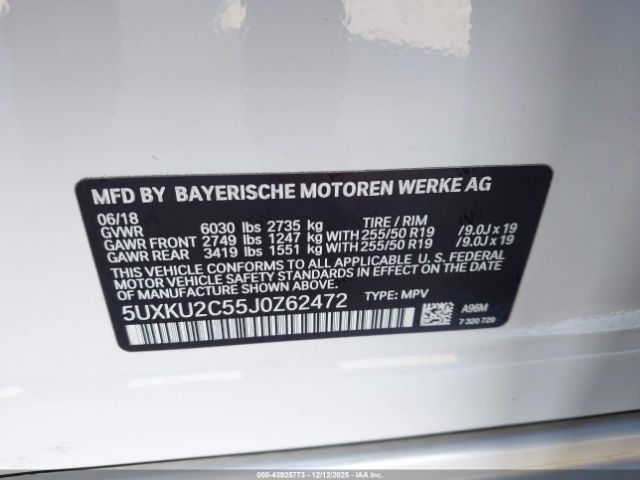 MFD BY BAYERISCHE MOTOREN WERKE AG
06/18
GVWR 6030 lbs 2735 kg TIRE / RIM
GAWR FRONT 2749 lbs 1247 kg WITH 255/50 R19 /9.0J x 19
GAWR REAR 3419 lbs 1551 kg WITH 255/50 R19 /9.0J x 19
THIS VEHICLE CONFORMS TO ALL APPLICABLE U.S. FEDERAL
MOTOR VEHICLE SAFETY STANDARDS IN EFFECT ON THE DATE
OF MANUFACTURE SHOWN ABOVE.
5UXKU2C55J0Z62472 TYPE: MPV
A96M
7 320 729
000-43925773 - 12/12/2025 - IAA Inc.